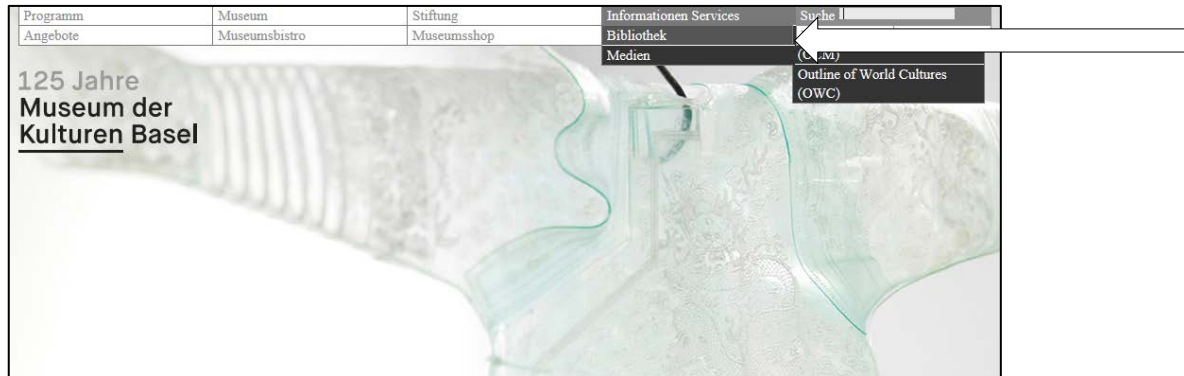 Programm Museum Stiftung Informationen Services Suche
Angebote Museumsbistro Museumsshop Bibliothek
Medien
Outline of World Cultures
(OWC)
125 Jahre
Museum der
Kulturen Basel